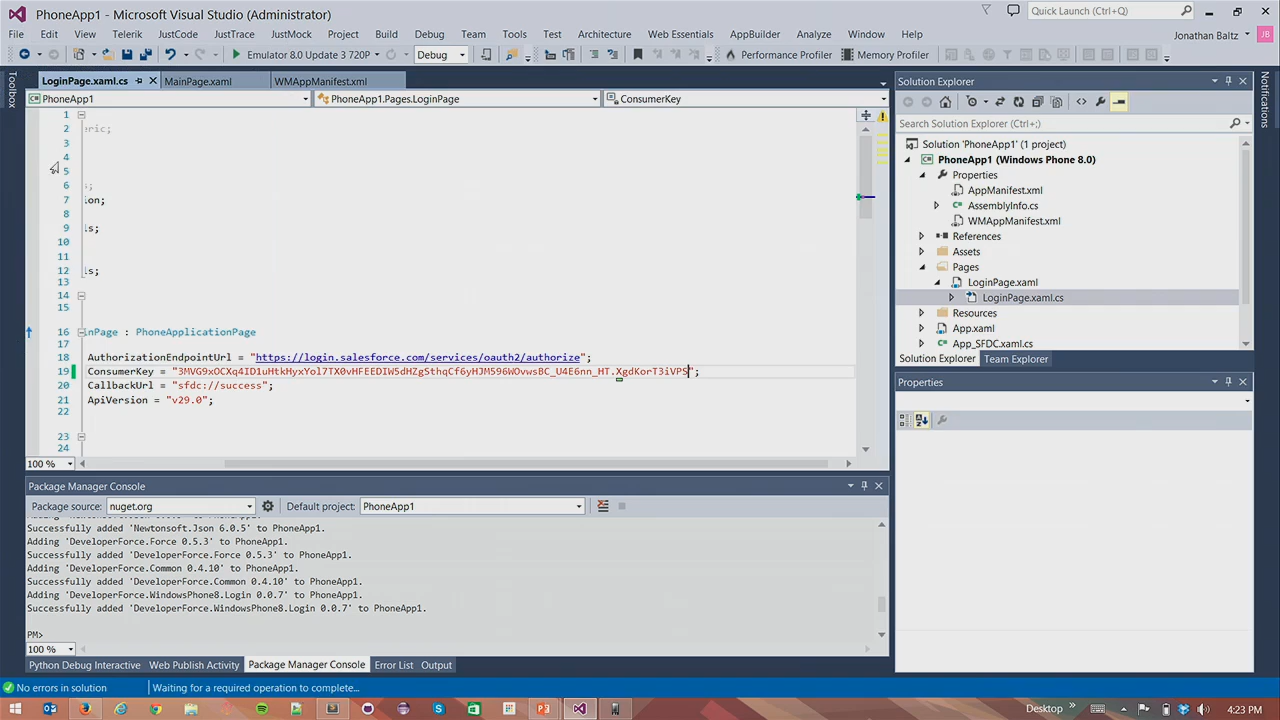 PhoneApp1 - Microsoft Visual Studio (Administrator)
Quick Launch (Ctrl+Q)
File Edit View Telerik JustCode JustTrace JustMock Project Build Debug Team Tools Test Architecture Web Essentials AppBuilder Analyze Window Help
Jonathan Baltz JB
Emulator 8.0 Update 3 720P Debug Performance Profiler Memory Profiler
Toolbox
LoginPage.xaml.cs MainPage.xaml WMAppManifest.xml
PhoneApp1 PhoneApp1.Pages.LoginPage ConsumerKey
1
2 eric;
3
4
5
6 s;
7 ion;
8
9 ls;
10
11
12 ls;
13
14
15
16 inPage : PhoneApplicationPage
17
18 AuthorizationEndpointUrl = "https://login.salesforce.com/services/oauth2/authorize";
19 ConsumerKey = "3MVG9xOCXq4ID1uHtkHyxYol7TX0vHFEEDIW5dHZg5thqCf6yHJM596WOvwsBC_U4E6nn_HT.XgdKorT3iVPS";
20 CallbackUrl = "sfdc://success";
21 ApiVersion = "v29.0";
22
23
24
100 %
Package Manager Console
Package source: nuget.org Default project: PhoneApp1
Successfully added 'Newtonsoft.Json 6.0.5' to PhoneApp1.
Adding 'DeveloperForce.Force 0.5.3' to PhoneApp1.
Successfully added 'DeveloperForce.Force 0.5.3' to PhoneApp1.
Adding 'DeveloperForce.Common 0.4.10' to PhoneApp1.
Successfully added 'DeveloperForce.Common 0.4.10' to PhoneApp1.
Adding 'DeveloperForce.WindowsPhone8.Login 0.0.7' to PhoneApp1.
Successfully added 'DeveloperForce.WindowsPhone8.Login 0.0.7' to PhoneApp1.
PM>
100 %
Python Debug Interactive Web Publish Activity Package Manager Console Error List Output
Solution Explorer
Search Solution Explorer (Ctrl+;)
Solution 'PhoneApp1' (1 project)
PhoneApp1 (Windows Phone 8.0)
Properties
AppManifest.xml
AssemblyInfo.cs
WMAppManifest.xml
References
Assets
Pages
LoginPage.xaml
LoginPage.xaml.cs
Resources
App.xaml
App_SFDC.xaml
Solution Explorer Team Explorer
Properties
Notifications
No errors in solution Waiting for a required operation to complete...
Desktop 4:23 PM